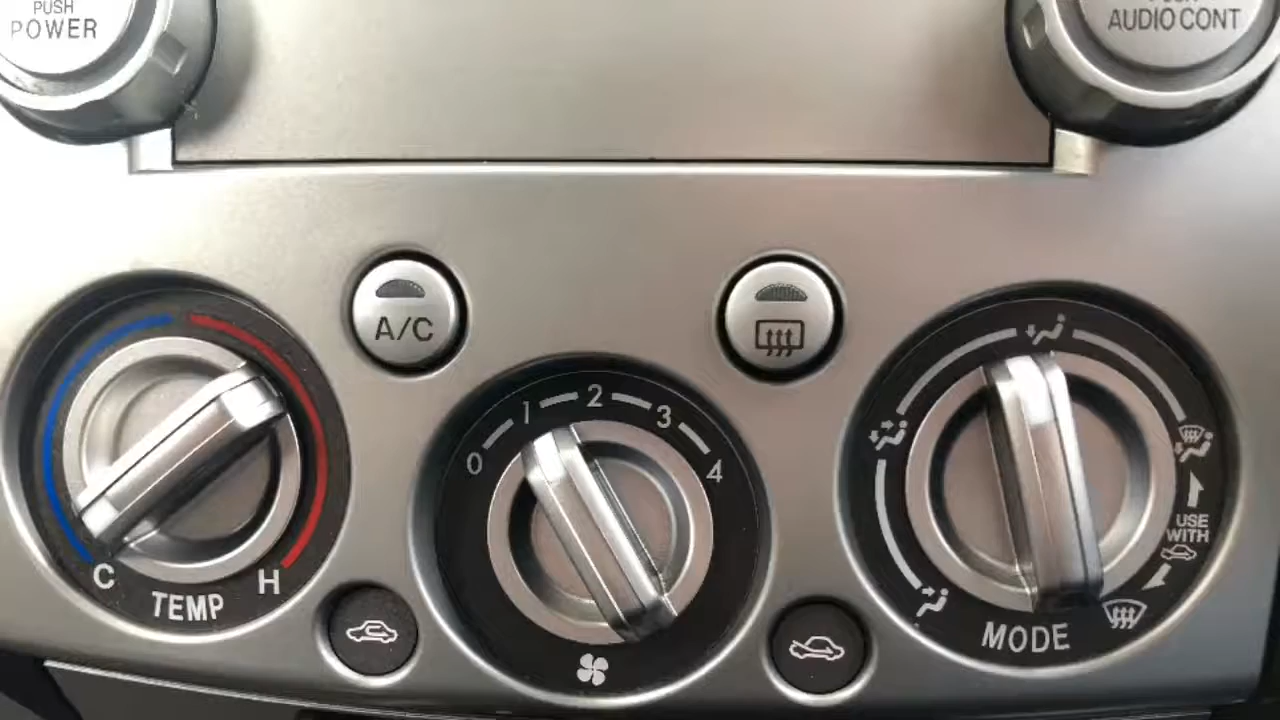 PUSH
POWER
AUDIO CONT
A/C
0 1 2 3 4
C H
TEMP
USE
WITH
MODE